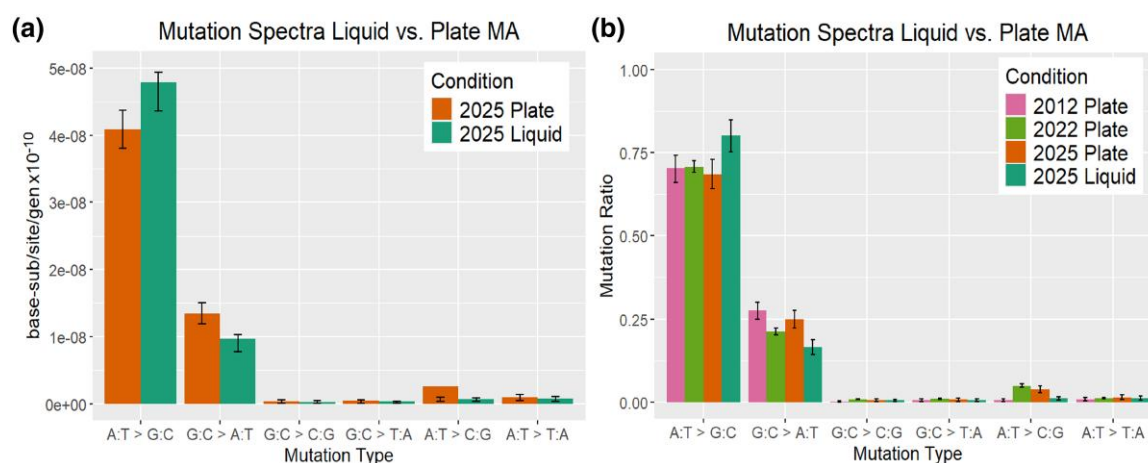 (a)
Mutation Spectra Liquid vs. Plate MA
base-sub/site/gen x10^-10
5e-08
4e-08
3e-08
2e-08
1e-08
0e+00
Condition
2025 Plate
2025 Liquid
A:T > G:C G:C > A:T G:C > C:G G:C > T:A A:T > C:G A:T > T:A
Mutation Type
(b)
Mutation Spectra Liquid vs. Plate MA
Mutation Ratio
1.00
0.75
0.50
0.25
0.00
Condition
2012 Plate
2022 Plate
2025 Plate
2025 Liquid
A:T > G:C G:C > A:T G:C > C:G G:C > T:A A:T > C:G A:T > T:A
Mutation Type